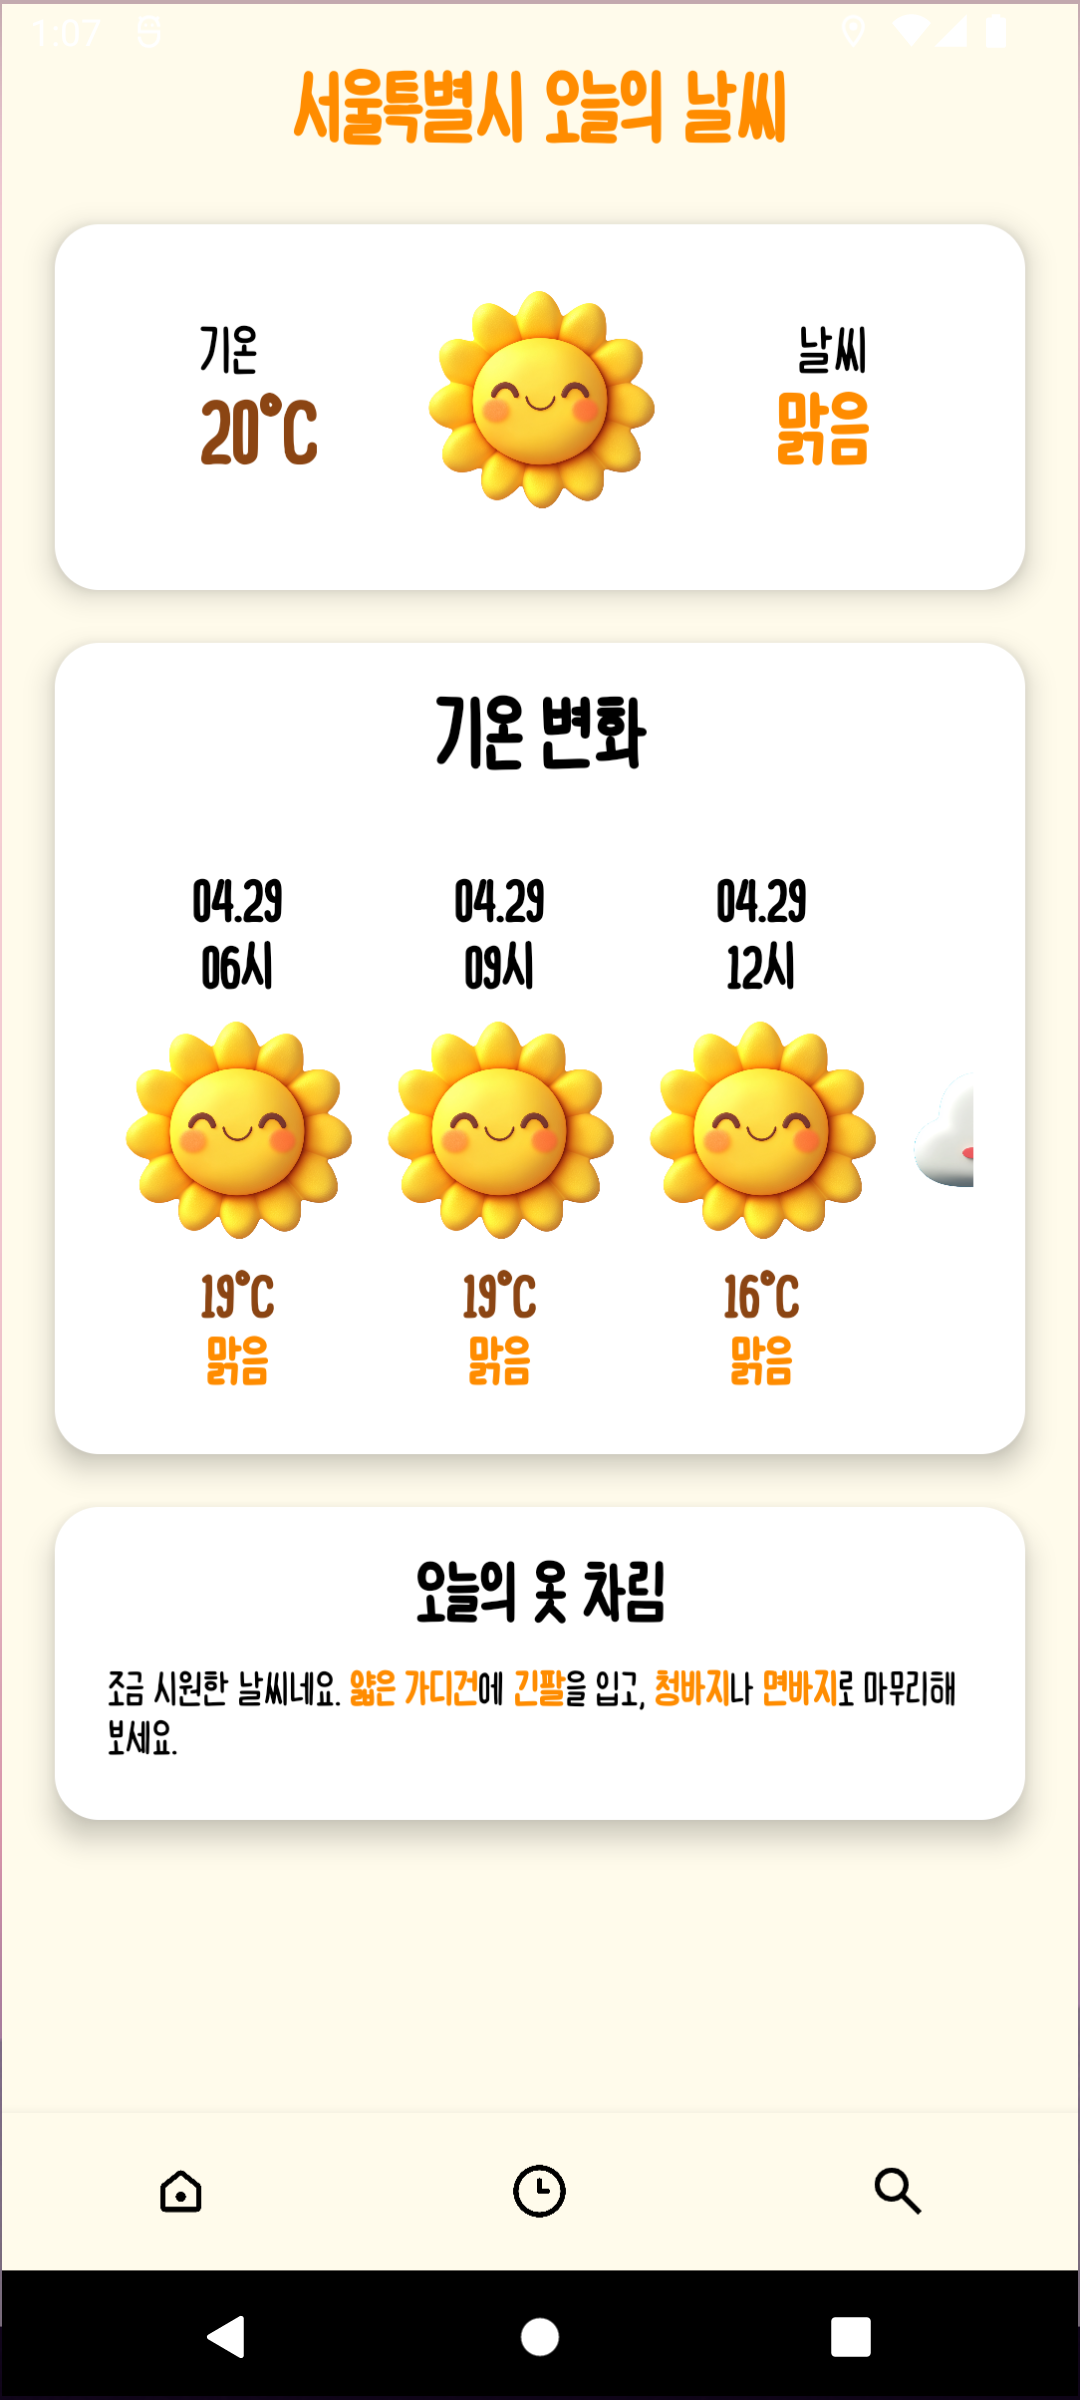 1:07
서울특별시 오늘의 날씨
기온
20°C
날씨
맑음
기온 변화
04.29
06시
19°C
맑음
04.29
09시
19°C
맑음
04.29
12시
16°C
맑음
오늘의 옷 차림
조금 시원한 날씨네요. 얇은 가디건에 긴팔을 입고, 청바지나 면바지로 마무리해
보세요.